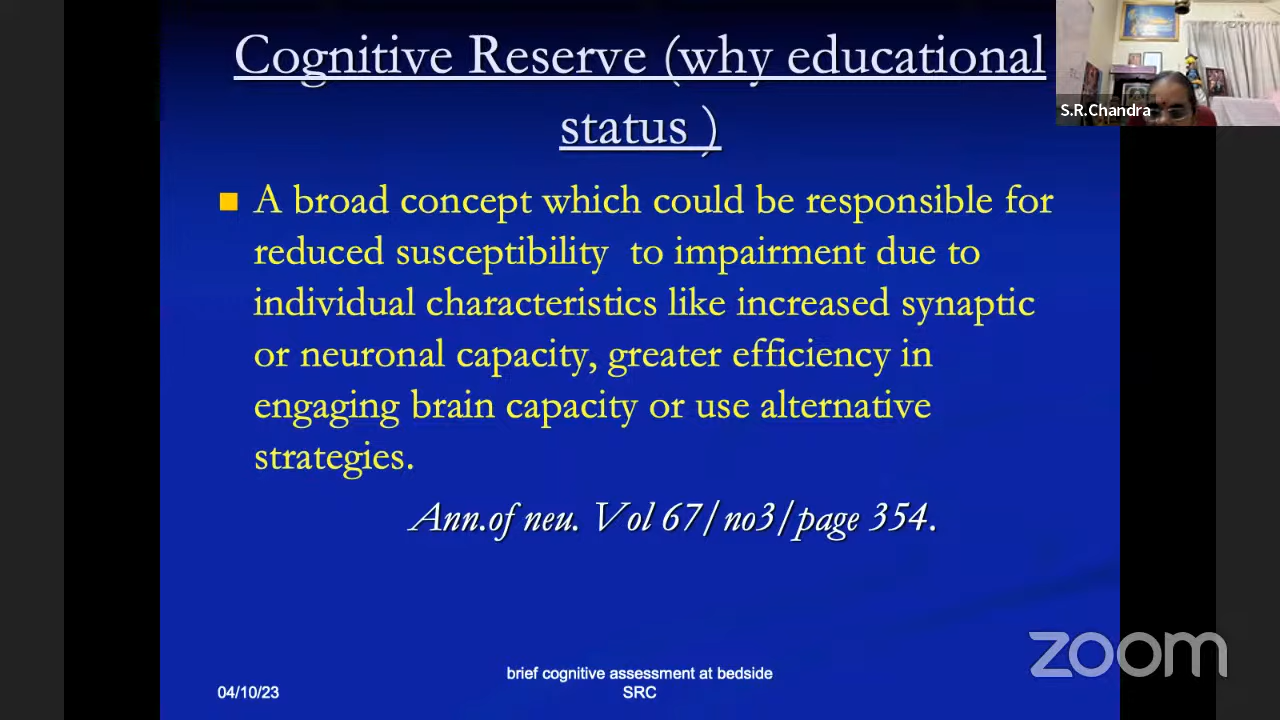 Cognitive Reserve (why educational
status )
S.R.Chandra
A broad concept which could be responsible for
reduced susceptibility  to impairment due to
individual characteristics like increased synaptic
or neuronal capacity, greater efficiency in
engaging brain capacity or use alternative
strategies.
Ann.of neu. Vol 67/no3/page 354.
zoom
brief cognitive assessment at bedside
04/10/23
SRC